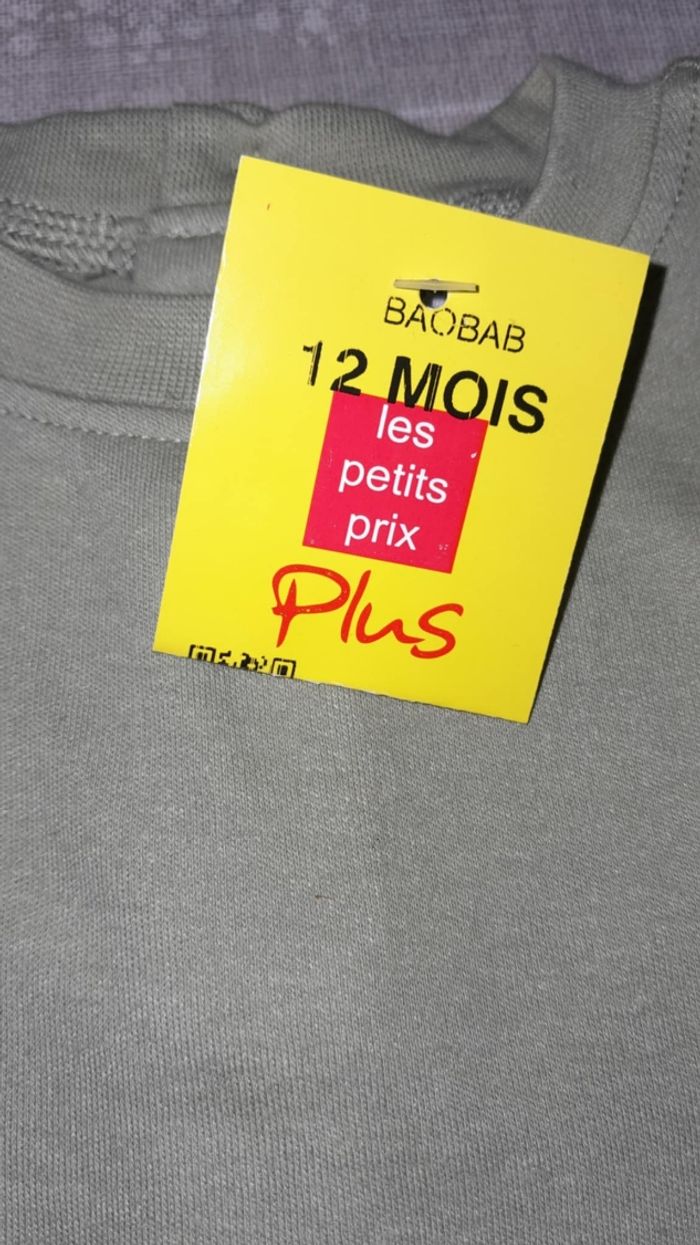 BAOBAB
12 MOIS
les
petits
prix
Plus